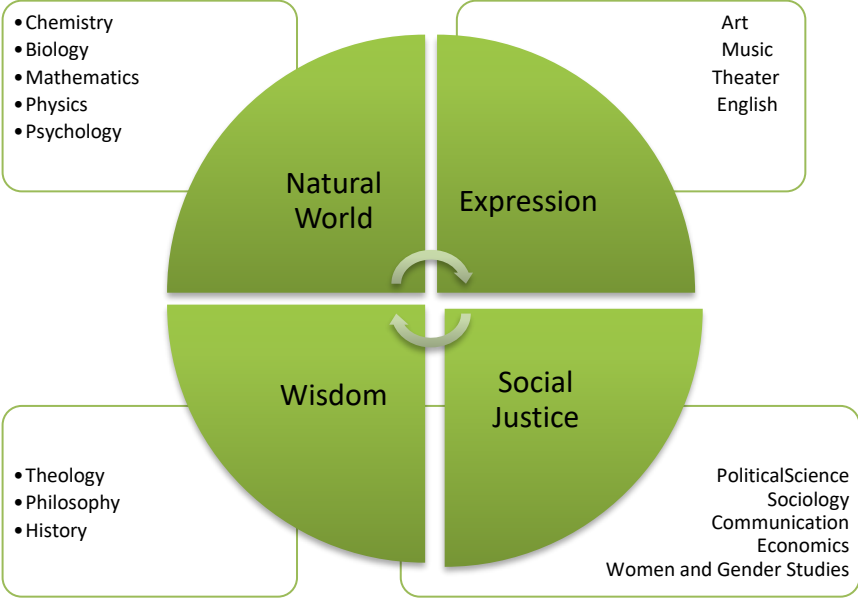 •Chemistry
•Biology
•Mathematics
•Physics
•Psychology
Art
Music
Theater
English
Natural
World
Expression
Wisdom
Social
Justice
•Theology
•Philosophy
•History
PoliticalScience
Sociology
Communication
Economics
Women and Gender Studies